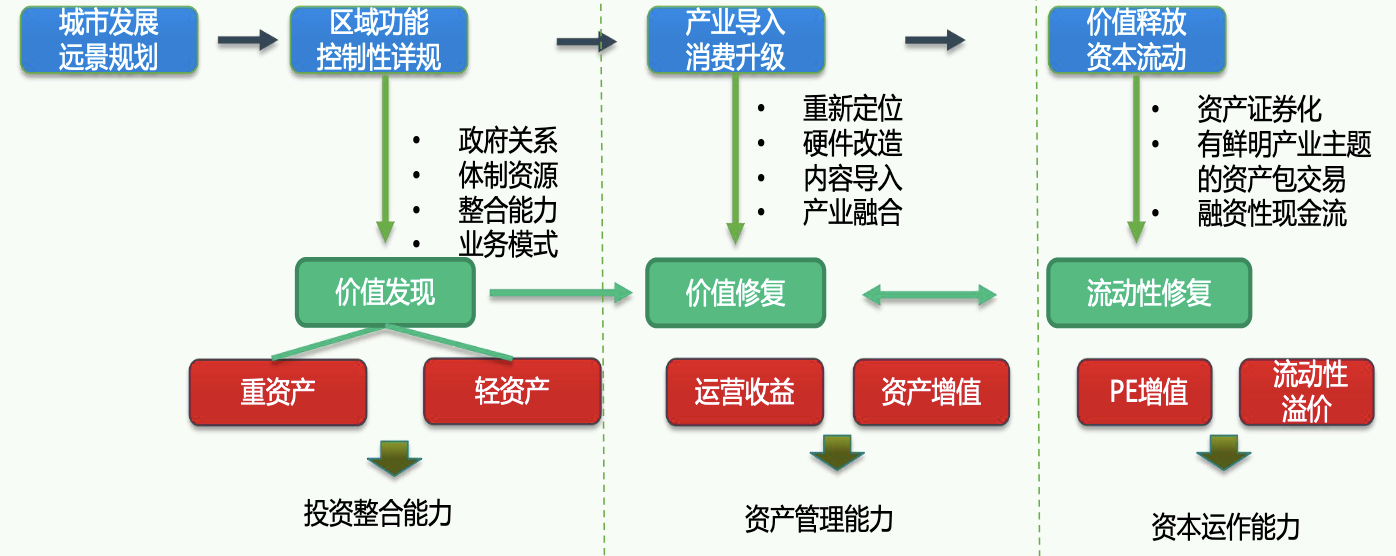 城市发展
远景规划
区域功能
控制性详规
产业导入
消费升级
价值释放
资本流动
• 政府关系
• 体制资源
• 整合能力
• 业务模式
• 重新定位
• 硬件改造
• 内容导入
• 产业融合
• 资产证券化
• 有鲜明产业主题
的资产包交易
• 融资性现金流
价值发现
价值修复
流动性修复
重资产
轻资产
运营收益
资产增值
PE增值
流动性
溢价
投资整合能力
资产管理能力
资本运作能力